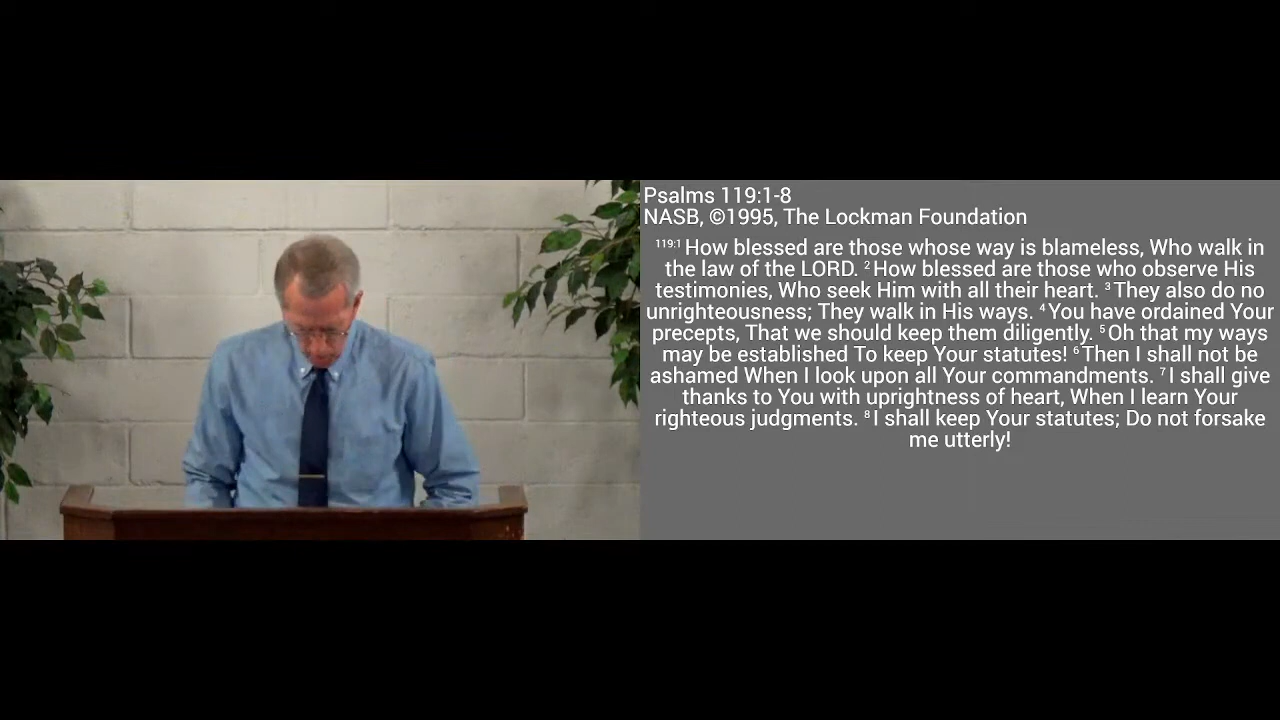 Psalms 119:1-8
NASB, ©1995, The Lockman Foundation
119:1 How blessed are those whose way is blameless, Who walk in
the law of the LORD. 2 How blessed are those who observe His
testimonies, Who seek Him with all their heart. 3 They also do no
unrighteousness; They walk in His ways. 4 You have ordained Your
precepts, That we should keep them diligently. 5 Oh that my ways
may be established To keep Your statutes! 6 Then I shall not be
ashamed When I look upon all Your commandments. 7 I shall give
thanks to You with uprightness of heart, When I learn Your
righteous judgments. 8 I shall keep Your statutes; Do not forsake
me utterly!